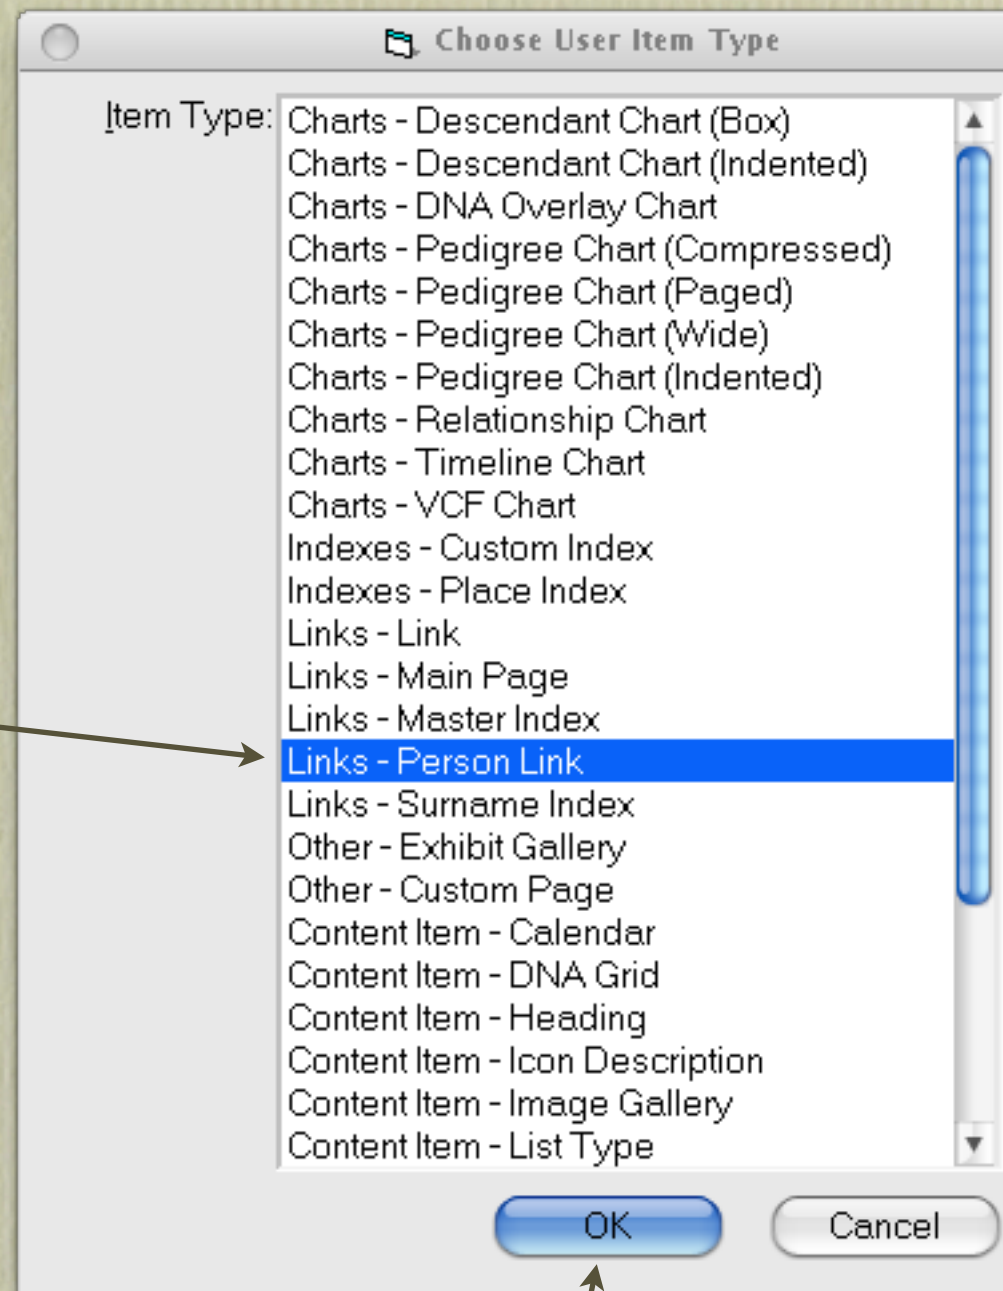 Choose User Item Type
Item Type:
Charts - Descendant Chart (Box)
Charts - Descendant Chart (Indented)
Charts - DNA Overlay Chart
Charts - Pedigree Chart (Compressed)
Charts - Pedigree Chart (Paged)
Charts - Pedigree Chart (Wide)
Charts - Pedigree Chart (Indented)
Charts - Relationship Chart
Charts - Timeline Chart
Charts - VCF Chart
Indexes - Custom Index
Indexes - Place Index
Links - Link
Links - Main Page
Links - Master Index
Links - Person Link
Links - Surname Index
Other - Exhibit Gallery
Other - Custom Page
Content Item - Calendar
Content Item - DNA Grid
Content Item - Heading
Content Item - Icon Description
Content Item - Image Gallery
Content Item - List Type
OK Cancel